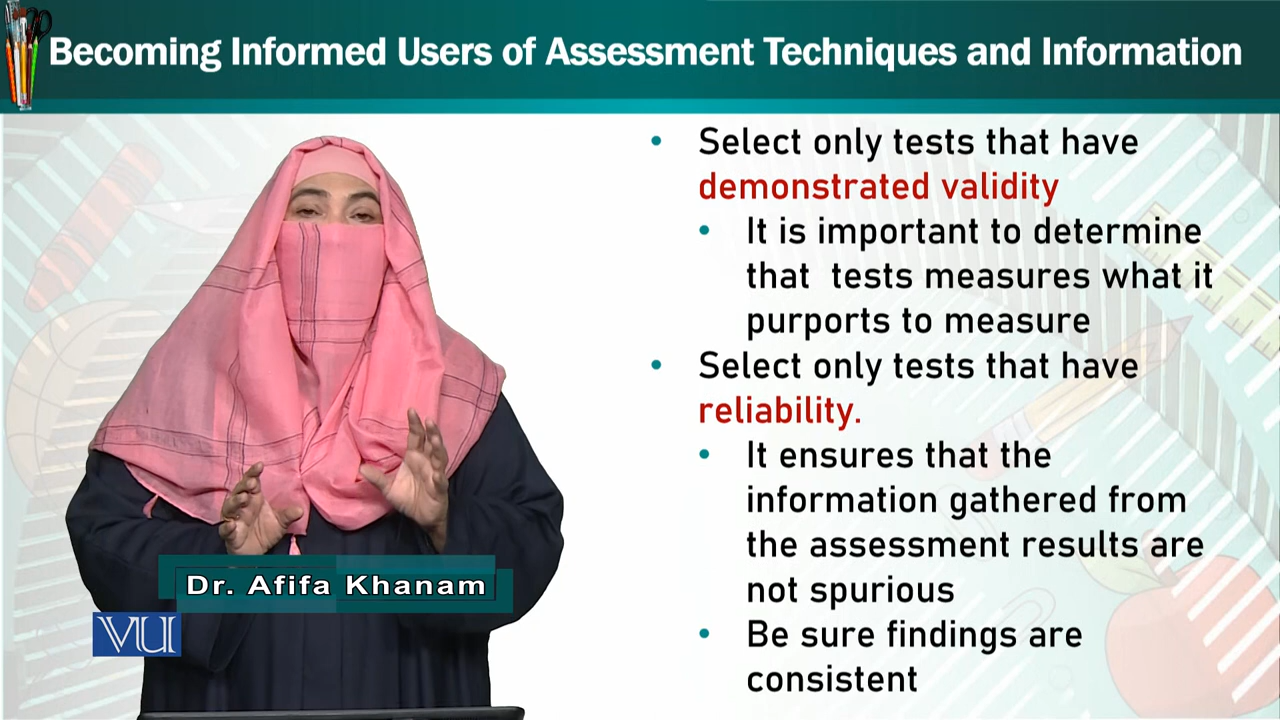 Becoming Informed Users of Assessment Techniques and Information
• Select only tests that have
demonstrated validity
• It is important to determine
that tests measures what it
purports to measure
• Select only tests that have
reliability.
• It ensures that the
information gathered from
the assessment results are
not spurious
• Be sure findings are
consistent
Dr. Afifa Khanam
VU